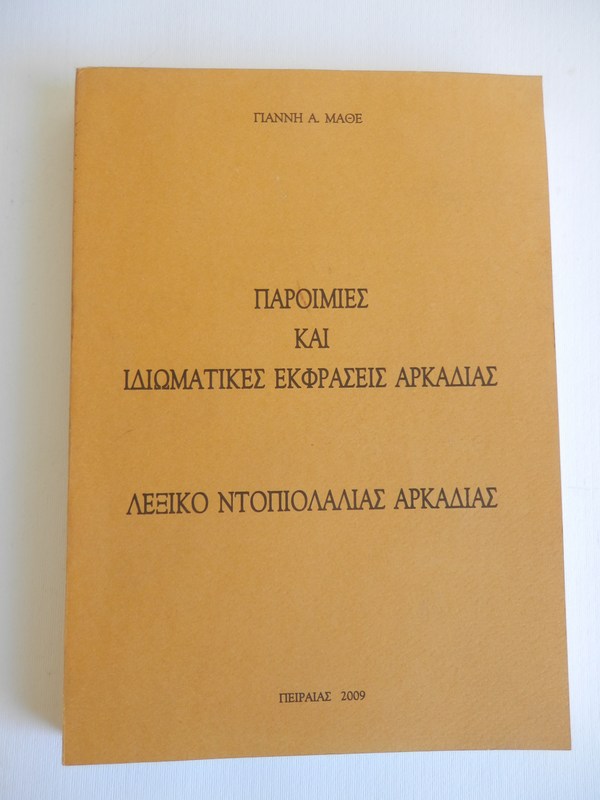 ΓΙΑΝΝΗ Α. ΜΑΘΕ
ΠΑΡΟΙΜΙΕΣ
ΚΑΙ
ΙΔΙΩΜΑΤΙΚΕΣ ΕΚΦΡΑΣΕΙΣ ΑΡΚΑΔΙΑΣ
ΛΕΞΙΚΟ ΝΤΟΠΙΟΛΑΛΙΑΣ ΑΡΚΑΔΙΑΣ
ΠΕΙΡΑΙΑΣ 2009